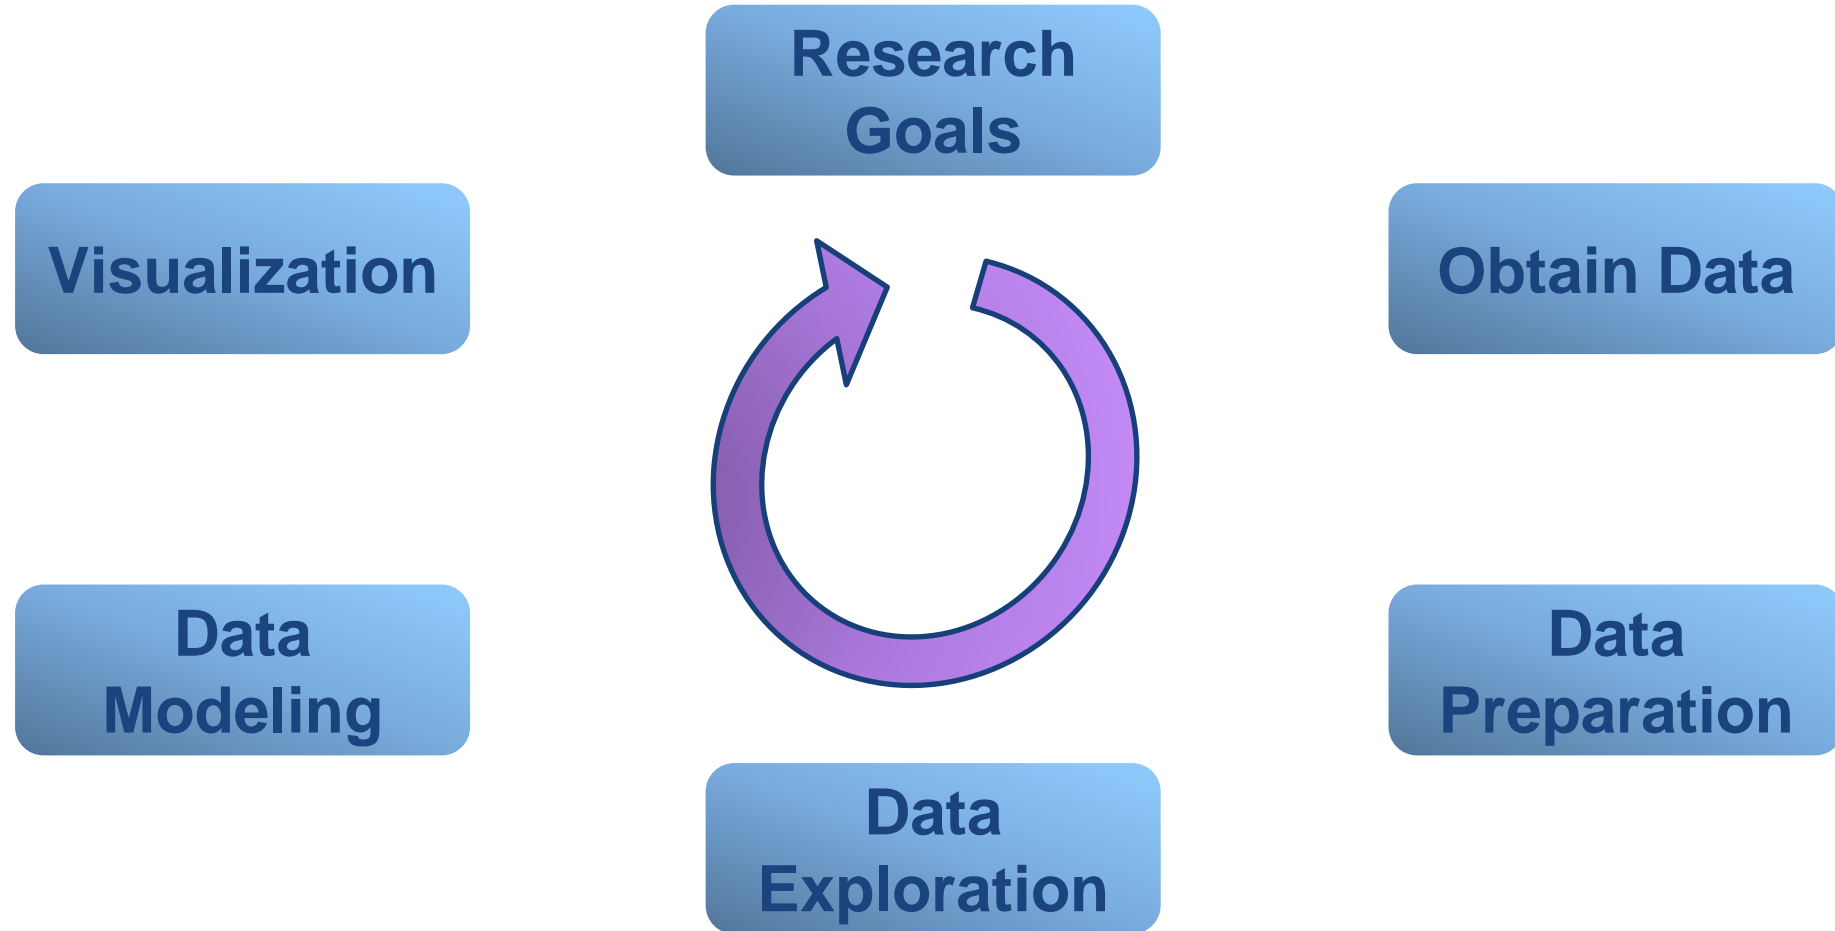 Research
Goals
Visualization
Obtain Data
Data
Modeling
Data
Preparation
Data
Exploration